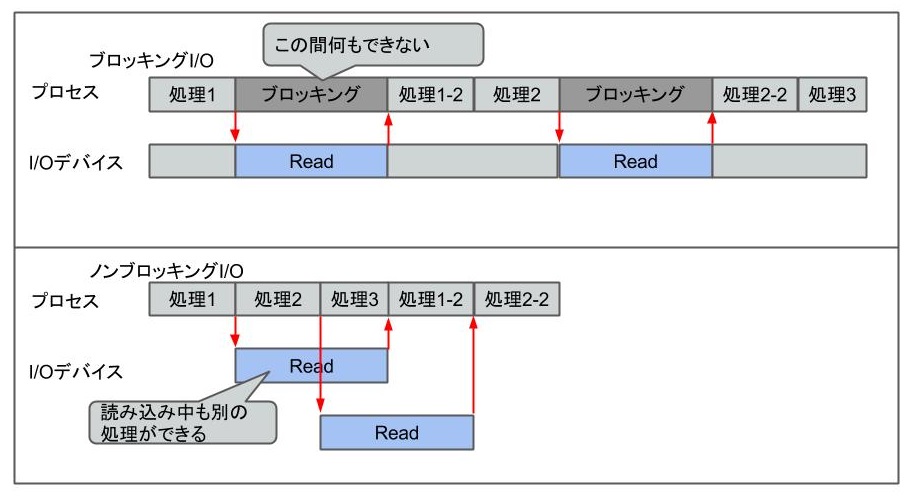 この間何もできない
ブロッキングI/O
プロセス
処理1 ブロッキング 処理1-2 処理2 ブロッキング 処理2-2 処理3
I/Oデバイス
Read Read
ノンブロッキングI/O
プロセス
処理1 処理2 処理3 処理1-2 処理2-2
I/Oデバイス
Read
読み込み中も別の
処理ができる
Read